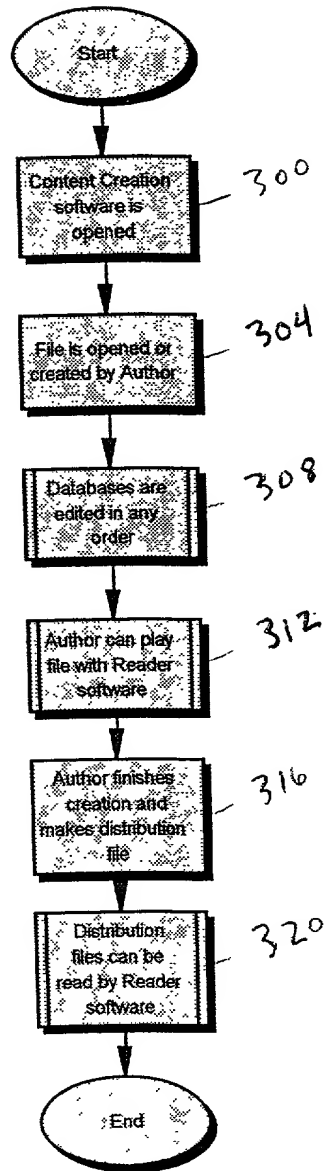 Start
Content Creation
software is
opened
300
File is opened or
created by Author
304
Databases are
edited in any
order
308
Author can play
file with Reader
software
312
Author finishes
creation and
makes distribution
file
316
Distribution
files can be
read by Reader
software
320
End